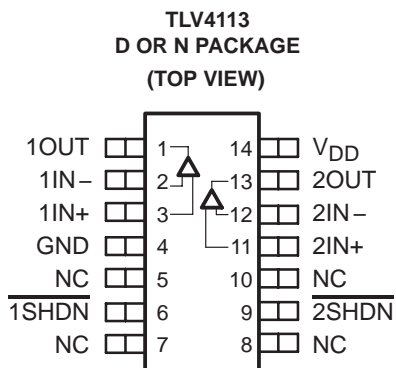 TLV4113
D OR N PACKAGE
(TOP VIEW)
1OUT 1 14 VDD
1IN− 2 13 2OUT
1IN+ 3 12 2IN−
GND 4 11 2IN+
NC 5 10 NC
1SHDN 6 9 2SHDN
NC 7 8 NC